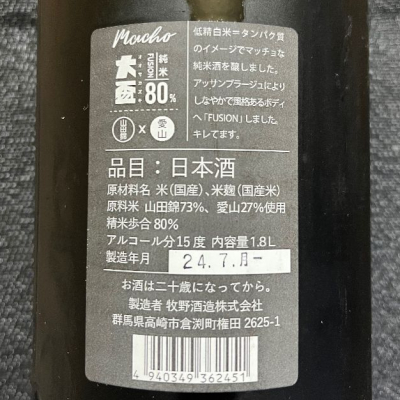 Macho
大盃
純米
FUSION
80%
山田錦 x 愛山
低精白米＝タンパク質
のイメージでマッチョな
純米酒を醸しました。
アッサンブラージュにより
しなやかで風格あるボディ
へ「FUSION」しました。
キレてます。
品目：日本酒
原材料名 米（国産）、米麹（国産米）
原料米 山田錦73%、愛山27%使用
精米歩合80%
アルコール分15度 内容量1.8L
製造年月 24.7.月一
お酒は二十歳になってから。
製造者 牧野酒造株式会社
群馬県高崎市倉渕町権田 2625-1
4 940349 362451